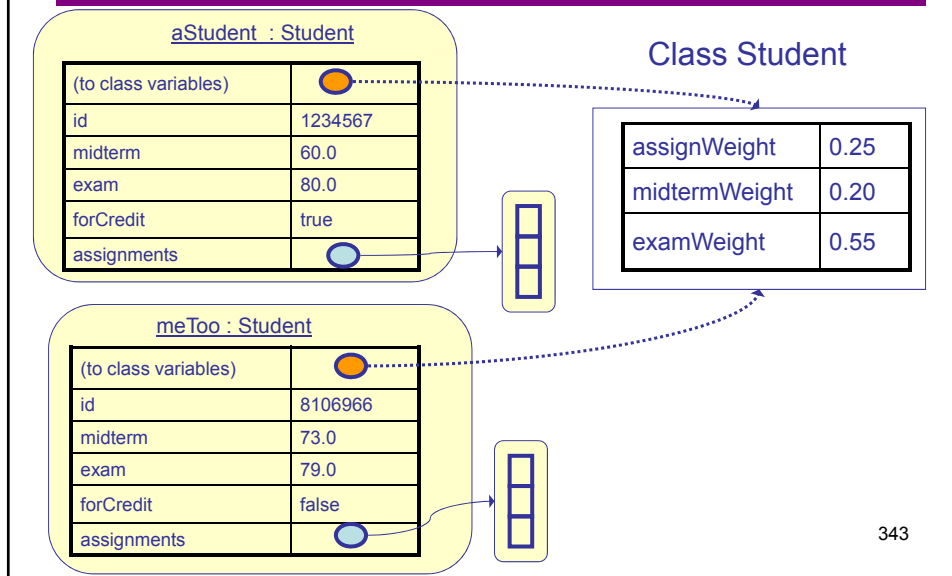 aStudent : Student
(to class variables)
id 1234567
midterm 60.0
exam 80.0
forCredit true
assignments
Class Student
assignWeight 0.25
midtermWeight 0.20
examWeight 0.55
meToo : Student
(to class variables)
id 8106966
midterm 73.0
exam 79.0
forCredit false
assignments
343